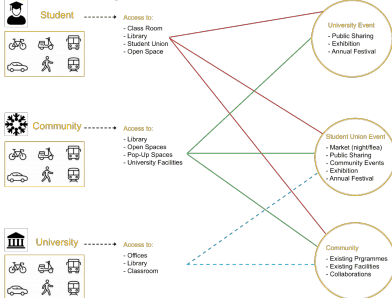 Student
Access to:
- Class Room
- Library
- Student Union
- Open Space
University Event
- Public Sharing
- Exhibition
- Annual Festival
Community
Access to:
- Library
- Open Spaces
- Pop-Up Spaces
- University Facilities
Student Union Event
- Market (night/flea)
- Public Sharing
- Community Events
- Exhibition
- Annual Festival
University
Access to:
- Offices
- Library
- Classroom
Community
- Existing Prgrammes
- Existing Facilities
- Collaborations